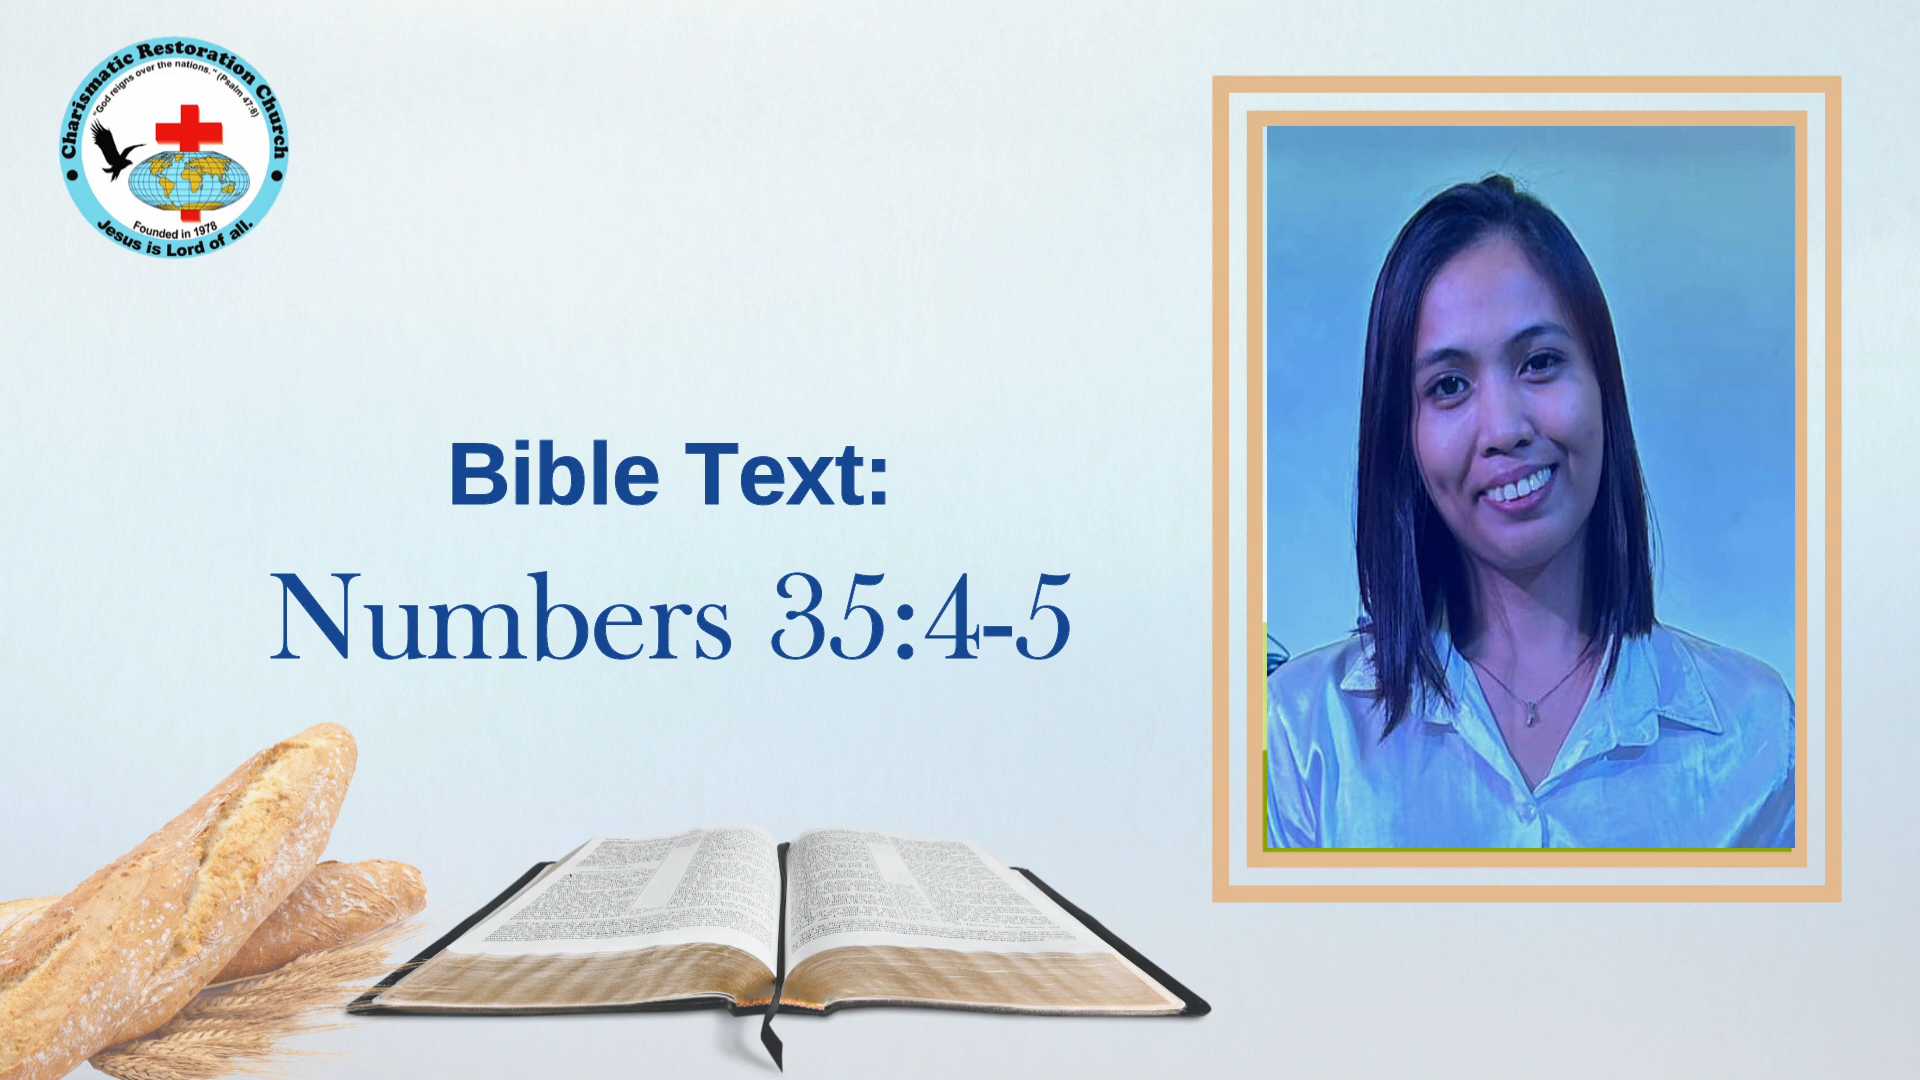 Charismatic Restoration Church
"God reigns over the nations." (Psalm 47:8)
Founded in 1978
Jesus is Lord of all.
Bible Text:
Numbers 35:4-5